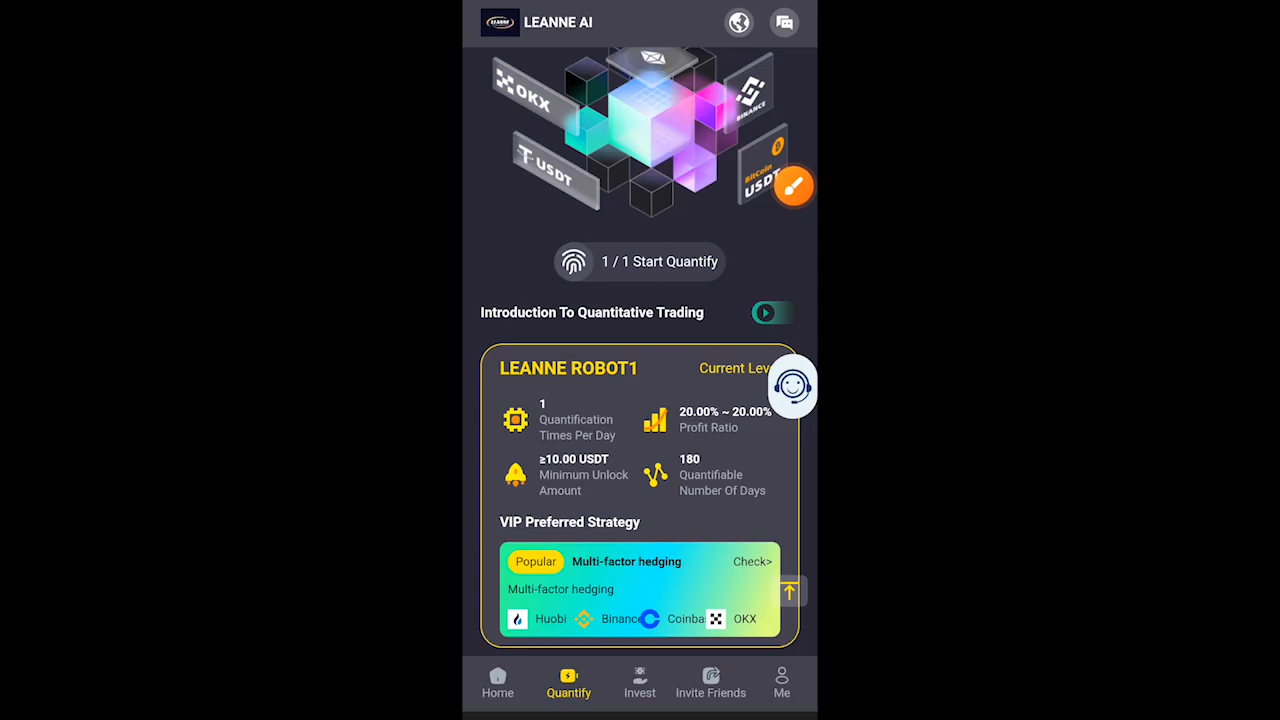 LEANNE
LEANNE AI
OKX
BINANCE
USDT
BitCoin
USDT
1 / 1 Start Quantify
Introduction To Quantitative Trading
LEANNE ROBOT1
Current Lev
1
Quantification
Times Per Day
20.00% ~ 20.00%
Profit Ratio
≥10.00 USDT
Minimum Unlock
Amount
180
Quantifiable
Number Of Days
VIP Preferred Strategy
Popular Multi-factor hedging Check>
Multi-factor hedging
Huobi Binanc Coinba OKX
Home Quantify Invest Invite Friends Me